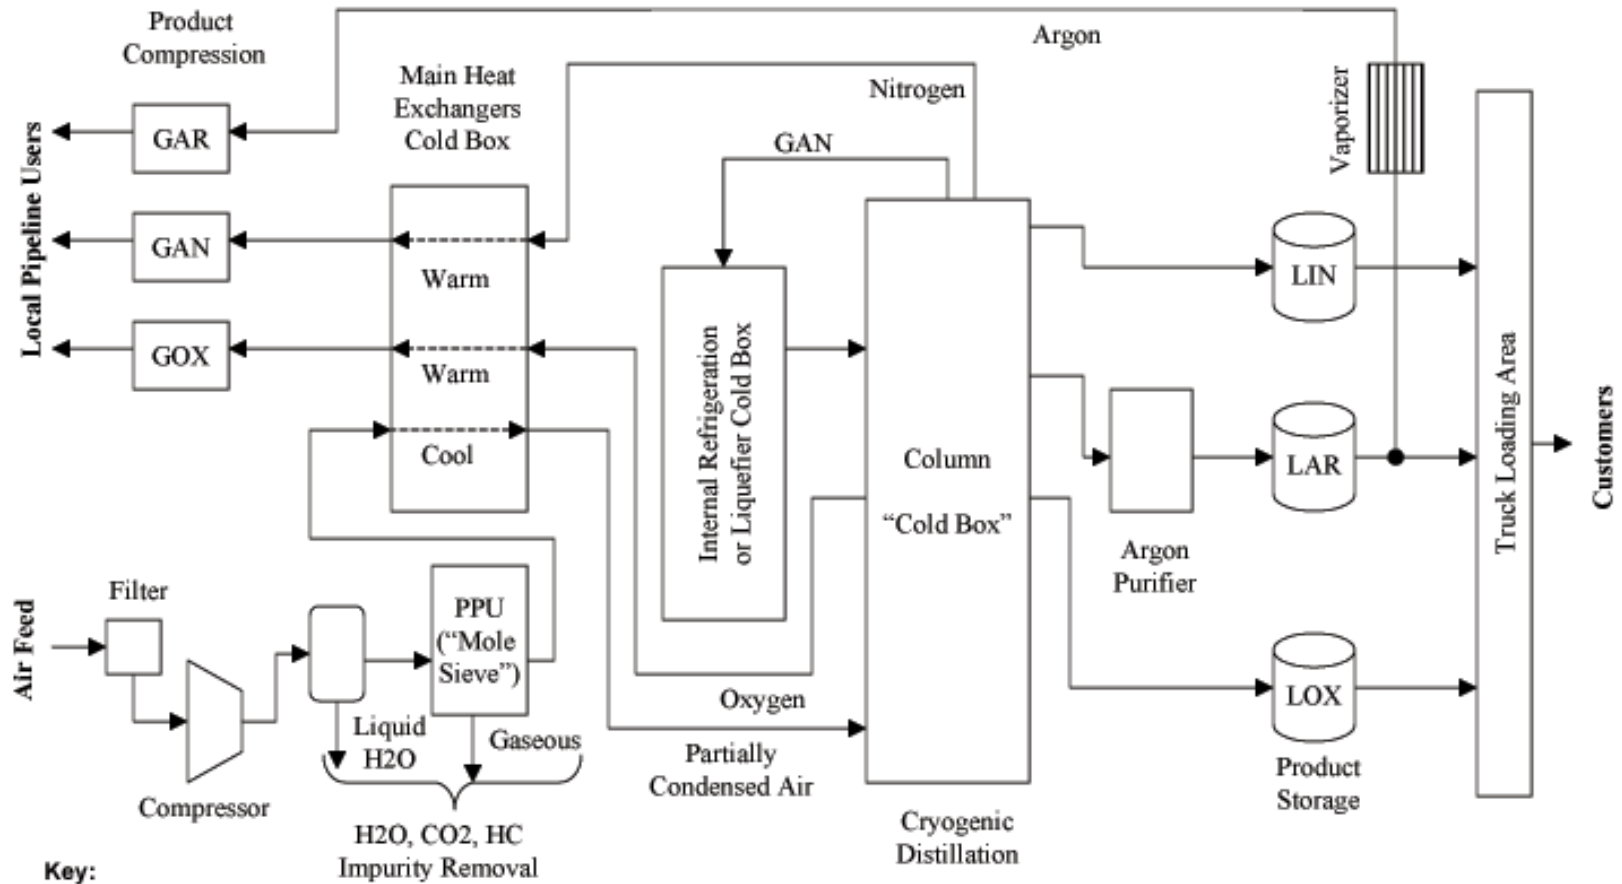 Product
Compression
Argon
Main Heat
Exchangers
Cold Box
Nitrogen
Vaporizer
GAR
GAN
Local Pipeline Users
GAN
Warm
LIN
GOX
Warm
Internal Refrigeration
or Liquefier Cold Box
Truck Loading Area
Customers
Cool
Column
"Cold Box"
LAR
Argon
Purifier
Air Feed
Filter
PPU
("Mole
Sieve")
Oxygen
LOX
Liquid
H2O
Gaseous
Partially
Condensed Air
Product
Storage
Compressor
H2O, CO2, HC
Impurity Removal
Cryogenic
Distillation
Key: